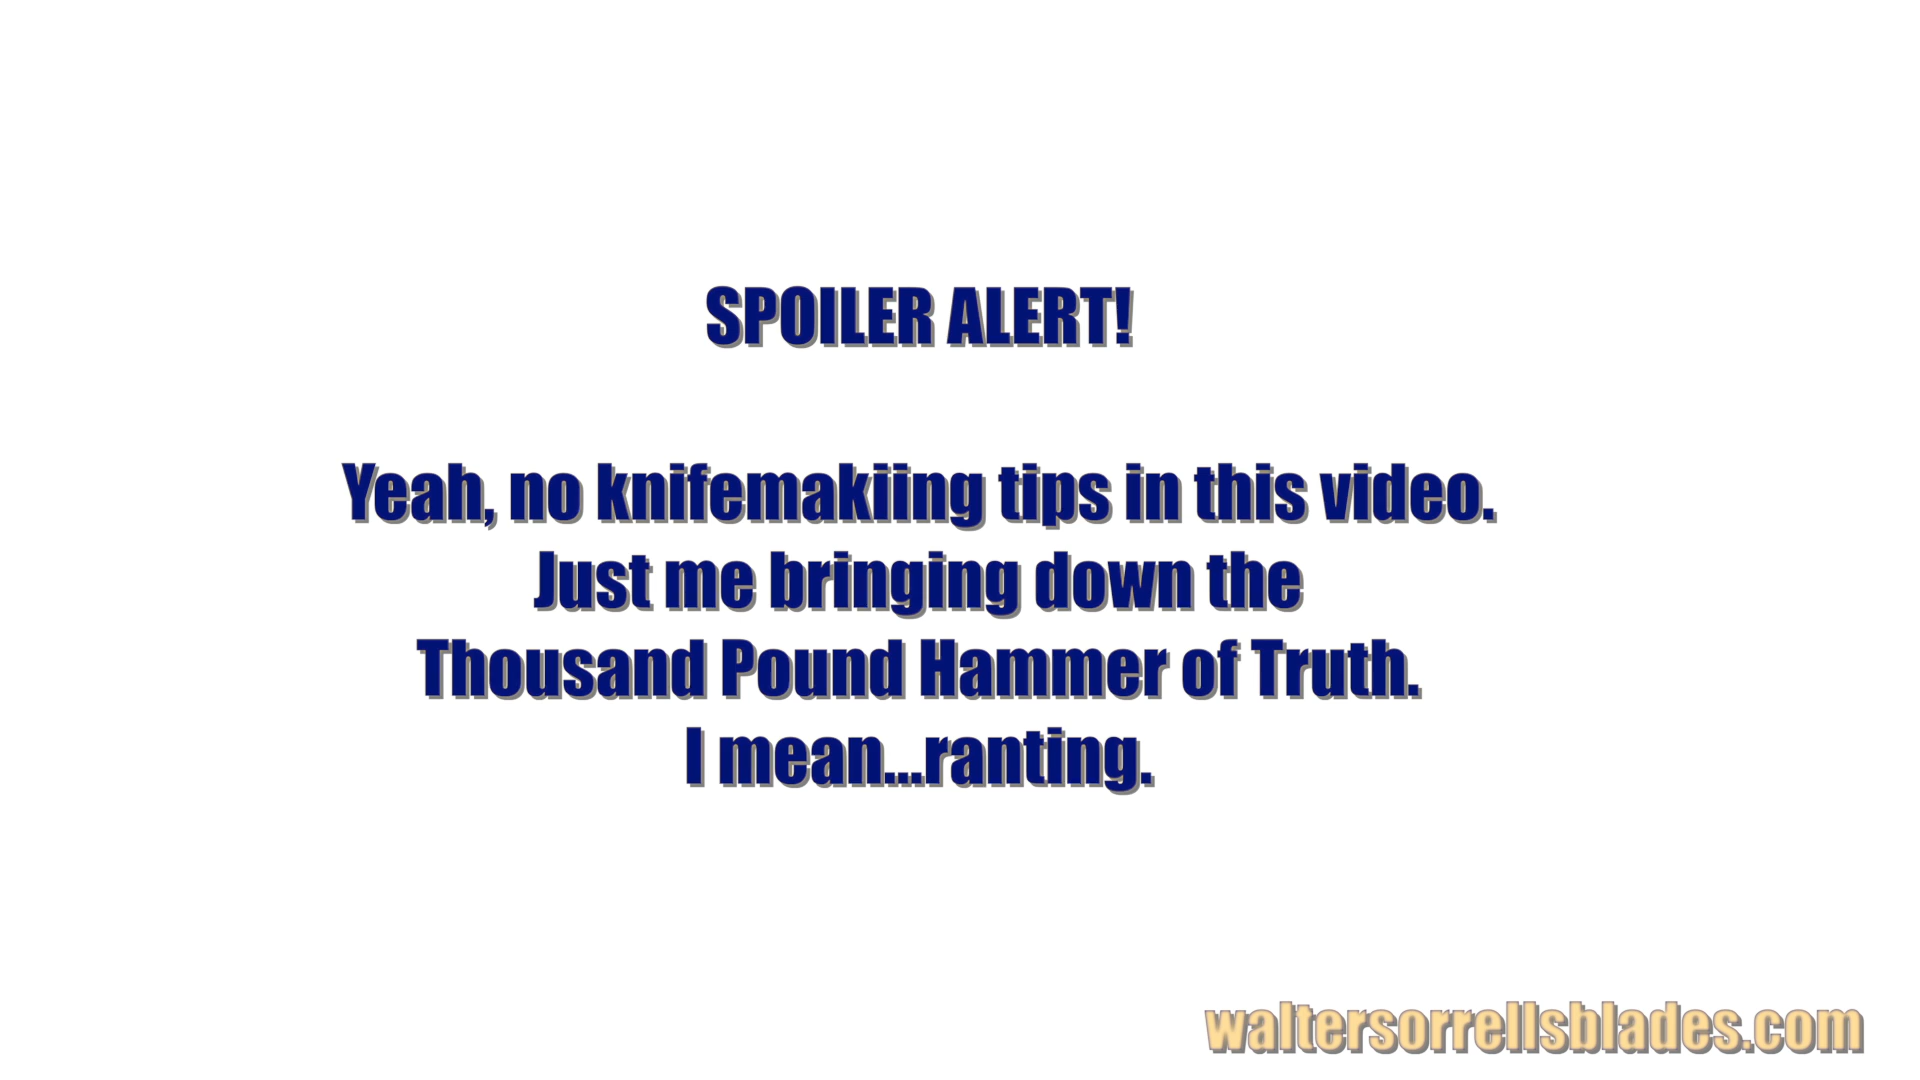 SPOILER ALERT!
Yeah, no knifemakiing tips in this video.
Just me bringing down the
Thousand Pound Hammer of Truth.
I mean...ranting.
waltersorrellsblades.com